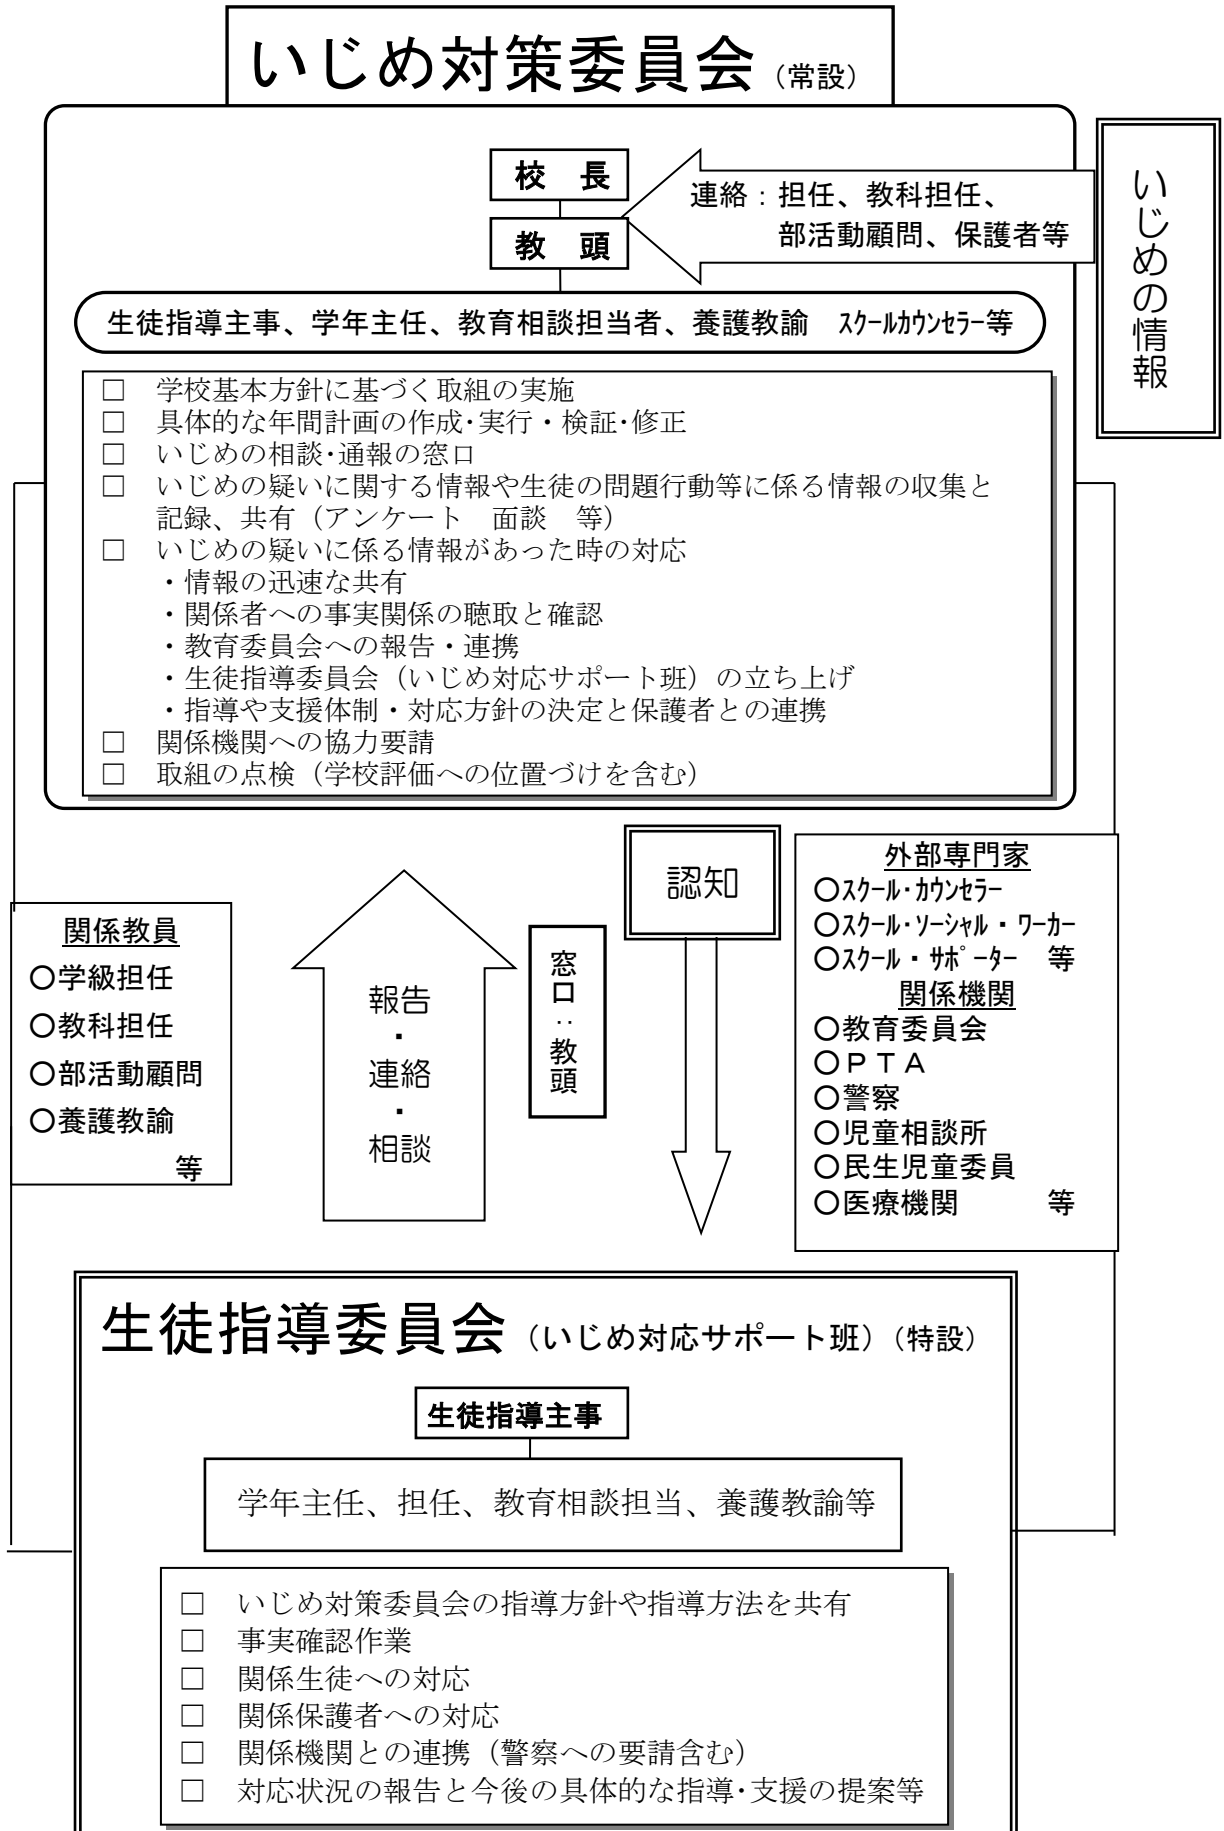 いじめ対策委員会（常設）
校　長
教　頭
連絡：担任、教科担任、
部活動顧問、保護者等
いじめの情報
生徒指導主事、学年主任、教育相談担当者、養護教諭　ｽｸｰﾙｶｳﾝｾﾗｰ等
□　学校基本方針に基づく取組の実施
□　具体的な年間計画の作成･実行・検証･修正
□　いじめの相談･通報の窓口
□　いじめの疑いに関する情報や生徒の問題行動等に係る情報の収集と
記録、共有（アンケート　面談　等）
□　いじめの疑いに係る情報があった時の対応
・情報の迅速な共有
・関係者への事実関係の聴取と確認
・教育委員会への報告・連携
・生徒指導委員会（いじめ対応サポート班）の立ち上げ
・指導や支援体制・対応方針の決定と保護者との連携
□　関係機関への協力要請
□　取組の点検（学校評価への位置づけを含む）
関係教員
〇学級担任
〇教科担任
〇部活動顧問
〇養護教諭
等
報告
・
連絡
・
相談
窓口：教頭
認知
外部専門家
〇ｽｸｰﾙ･ｶｳﾝｾﾗｰ
〇ｽｸｰﾙ･ｿｰｼｬﾙ・ﾜｰｶｰ
〇ｽｸｰﾙ・ｻﾎﾟｰﾀｰ　等
関係機関
〇教育委員会
〇ＰＴＡ
〇警察
〇児童相談所
〇民生児童委員
〇医療機関　　　等
生徒指導委員会（いじめ対応サポート班）（特設）
生徒指導主事
学年主任、担任、教育相談担当、養護教諭等
□　いじめ対策委員会の指導方針や指導方法を共有
□　事実確認作業
□　関係生徒への対応
□　関係保護者への対応
□　関係機関との連携（警察への要請含む）
□　対応状況の報告と今後の具体的な指導･支援の提案等